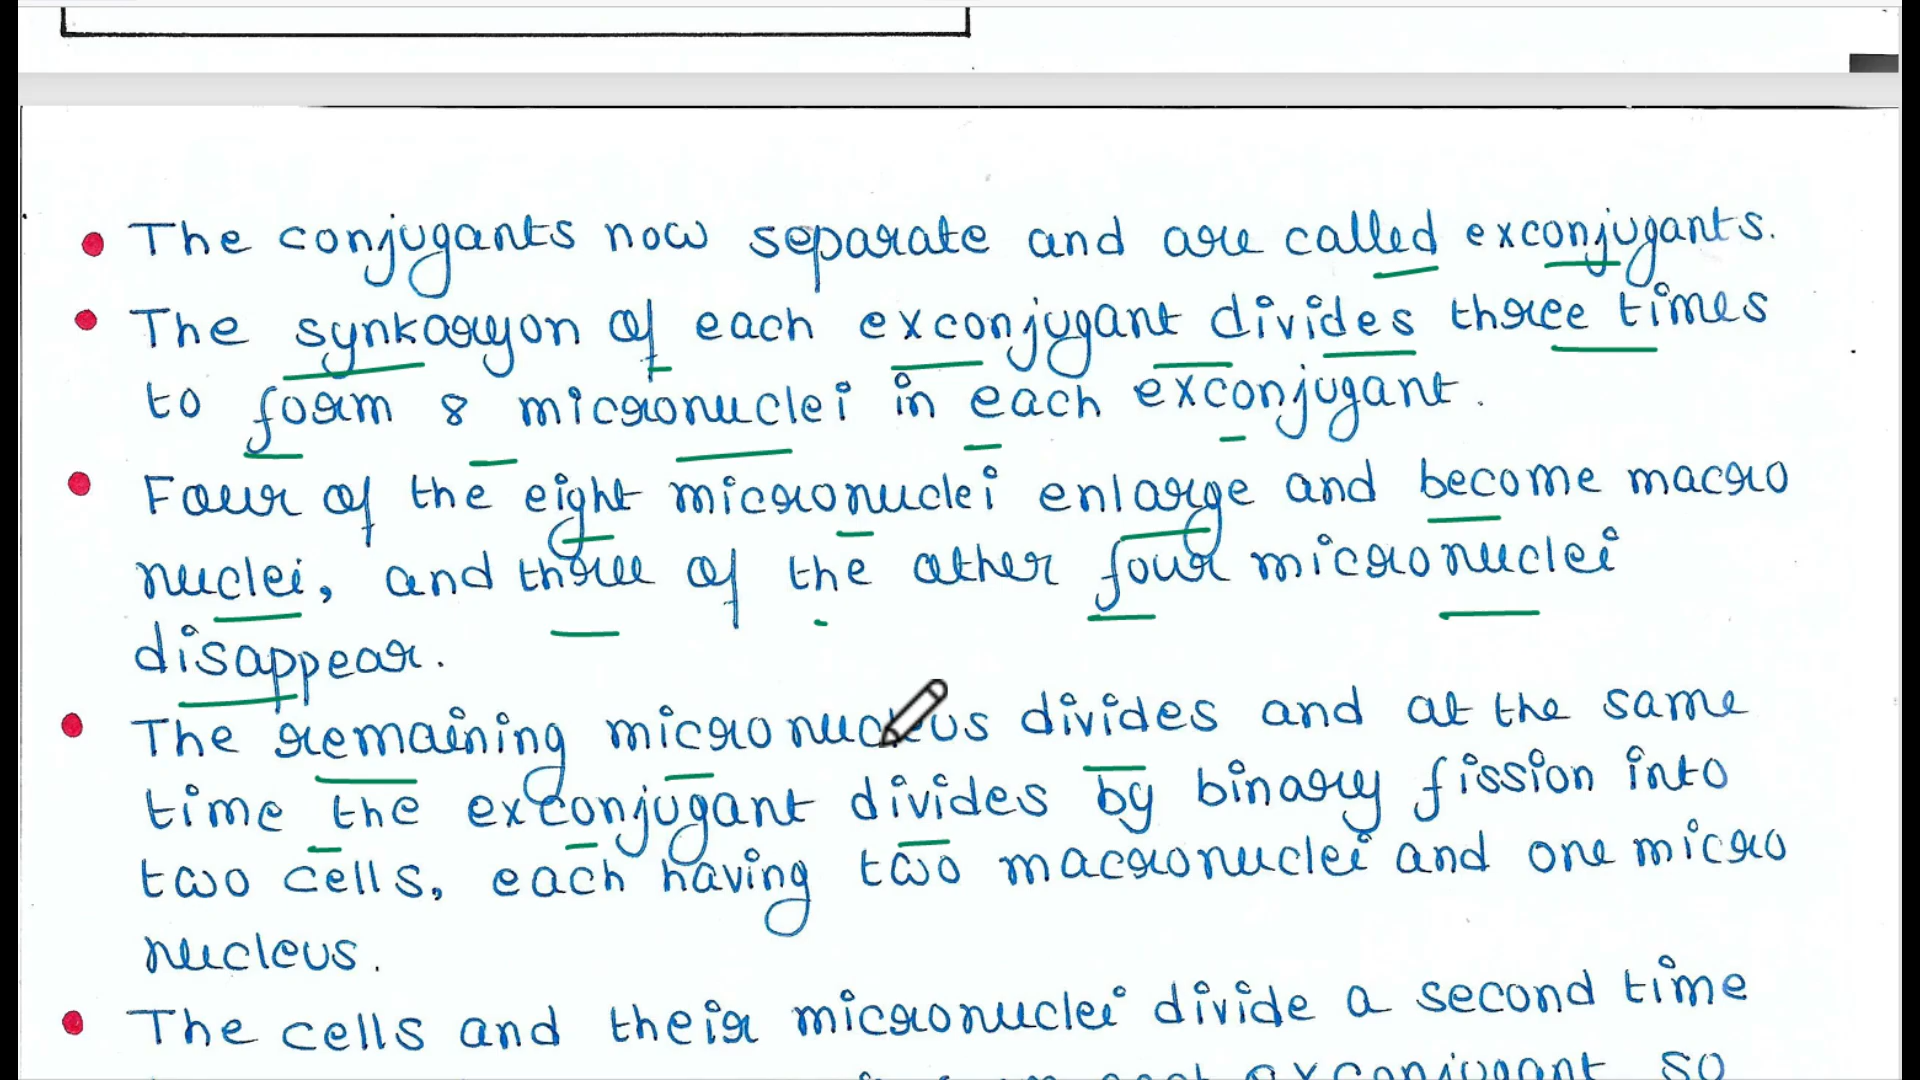 The conjugants now separate and are called exconjugants.
The synkaryon of each exconjugant divides three times
to form 8 micronuclei in each exconjugant.
Four of the eight micronuclei enlarge and become macro
nuclei, and three of the other four micronuclei
disappear.
The remaining micronucleus divides and at the same
time the exconjugant divides by binary fission into
two cells, each having two macronuclei and one micro
nucleus.
The cells and their micronuclei divide a second time
exconjugant so